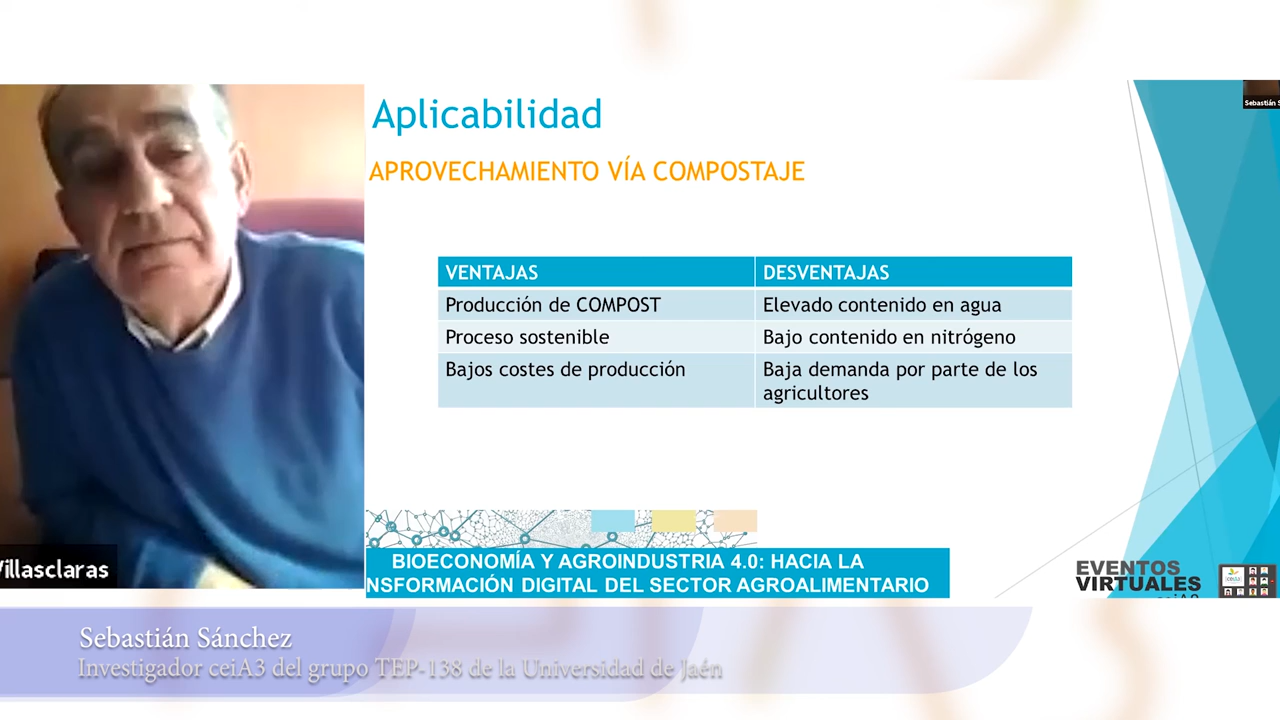 Aplicabilidad
APROVECHAMIENTO VÍA COMPOSTAJE
VENTAJAS
DESVENTAJAS
Producción de COMPOST
Elevado contenido en agua
Proceso sostenible
Bajo contenido en nitrógeno
Bajos costes de producción
Baja demanda por parte de los
agricultores
Sebastián S
Villasclaras
BIOECONOMÍA Y AGROINDUSTRIA 4.0: HACIA LA
NSFORMACIÓN DIGITAL DEL SECTOR AGROALIMENTARIO
EVENTOS
VIRTUALES
Sebastián Sánchez
Investigador ceiA3 del grupo TEP-138 de la Universidad de Jaén